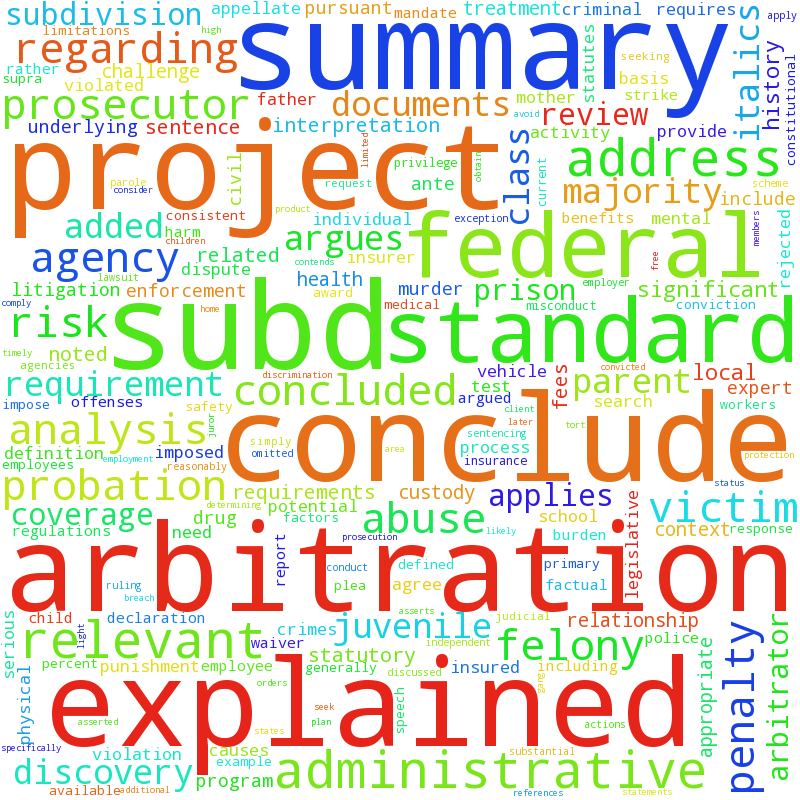 subdivision
appellate
pursuant
treatment
criminal
requires
limitations
mandate
high
apply
regarding
summary
italics
history
constitutional
rather
supra
challenge
violated
statutes
seeking
basis
strike
prosecutor
father
documents
mother
review
avoid
underlying
sentence
interpretation
activity
provide
project
limited
privilege
obtain
class
current
address
civil
parole
consider
request
ante
scheme
product
majority
include
added
consistent
individual
exception
benefits
mental
members
rejected
harm
children
argues
federal
agency
related
dispute
lawsuit
contends
insurer
free
health
litigation
enforcement
award
murder
prison
employer
significant
comply
home
medical
misconduct
conviction
risk
subd
standard
timely
noted
agencies
discrimination
vehicle
convicted
local
requirement
concluded
test
fees
parent
expert
impose
offenses
safety
argued
client
search
workers
analysis
juror
later
tort
conclude
sentencing
simply
process
definition
imposed
omitted
area
protection
employees
employment
reasonably
insurance
probation
requirements
custody
applies
status
victim
determining
potential
coverage
drug
factors
abuse
school
legislative
context
response
regulations
need
prosecution
likely
burden
arbitration
report
ruling
conduct
defined
primary
breach
plea
agree
factual
serious
child
declaration
asserts
judicial
relationship
relevant
light
waiver
crimes
juvenile
independent
felony
police
penalty
arbitrator
appropriate
percent
punishment
employee
statutory
generally
discussed
insured
including
physical
explained
orders
gang
asserted
seek
plan
speech
states
actions
specifically
violation
causes
substantial
discovery
example
administrative
program
available
additional
references
statements